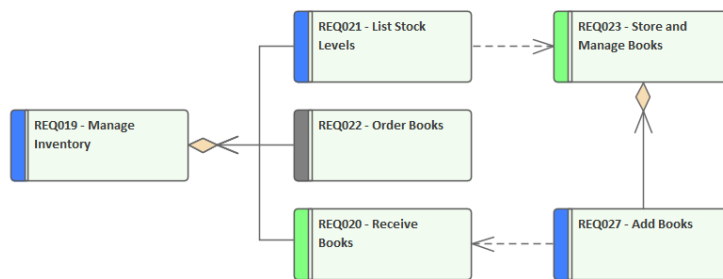 REQ021 - List Stock
Levels
REQ023 - Store and
Manage Books
REQ019 - Manage
Inventory
REQ022 - Order Books
REQ020 - Receive
Books
REQ027 - Add Books